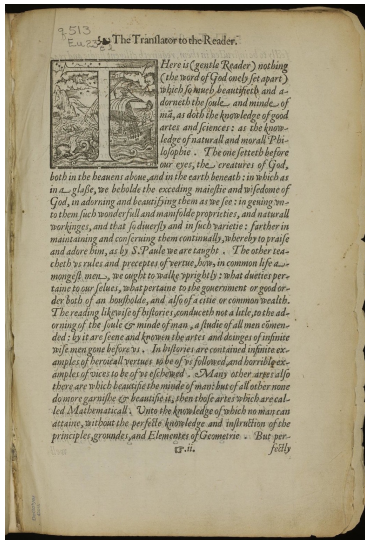 q 513
Eu23
The Translator to the Reader.
THere is (gentle Reader) nothing
(the word of God onely set apart)
which so much beautifieth and a-
dorneth the soule and minde of
mā, as doth the knowledge of good
artes and sciences: as the know-
ledge of naturall and morall Phi-
losophie. The one setteth before
our eyes, the creatures of God,
both in the heauens aboue, and in the earth beneath: in which as
in a glasse, we beholde the exceding maiestie and wisedome of
God, in adorning and beautifying them as we see: in geuing vn-
to them such wonderfull and manifolde proprieties, and naturall
workinges, and that so diuersly and in such varietie: farther in
maintaining and conseruing them continually, whereby to praise
and adore him, as by S. Paule we are taught. The other tea-
cheth vs rules and preceptes of vertue, how, in common life a-
mongest men, we ought to walke vprightly: what dueties per-
taine to our selues, what pertaine to the gouernment or good or-
der both of an housholde, and also of a citie or common wealth.
The reading likewise of histories, conduceth not a litle, to the ad-
orning of the soule & minde of man, a studie of all men comen-
ded: by it are seene and knowen the artes and doinges of infinite
wise men gone before vs. In histories are contained infinite ex-
amples of heroicall vertues to be of vs followed, and horrible ex-
amples of vices to be of vs eschewed. Many other artes also
there are which beautifie the minde of man: but of all other none
do more garnishe & beautifie it, then those artes which are cal-
led Mathematicall. Vnto the knowledge of which no man can
attaine, without the perfecte knowledge and instruction of the
principles, groundes, and Elementes of Geometrie. But per-
☞.ii. fectly